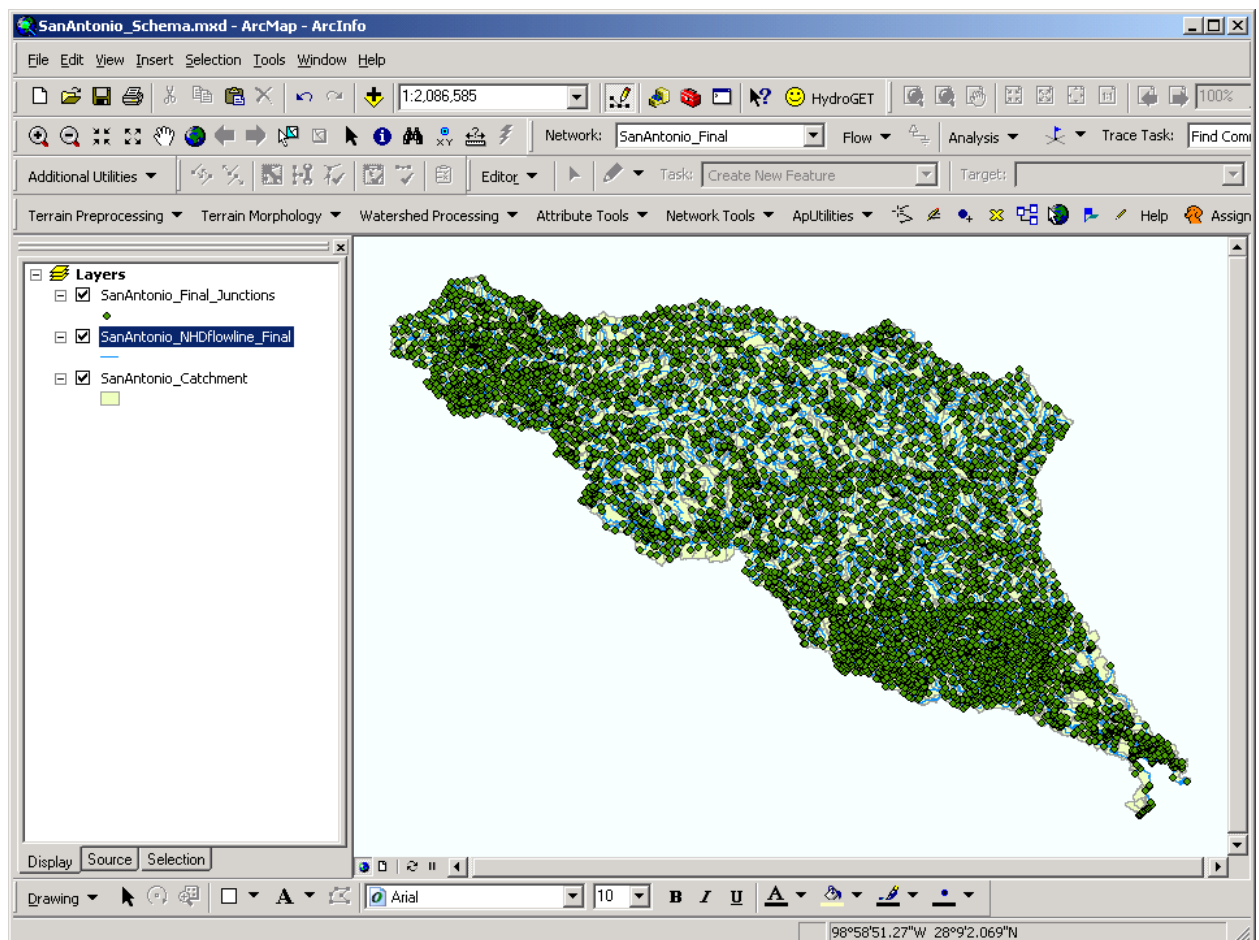 SanAntonio_Schema.mxd - ArcMap - ArcInfo
File Edit View Insert Selection Tools Window Help
1:2,086,585 HydroGET 100%
Network: SanAntonio_Final Flow Analysis Trace Task: Find Com
Additional Utilities Editor Task: Create New Feature Target:
Terrain Preprocessing Terrain Morphology Watershed Processing Attribute Tools Network Tools ApUtilities Help Assign
Layers
SanAntonio_Final_Junctions
SanAntonio_NHDflowline_Final
SanAntonio_Catchment
Display Source Selection
Drawing A Arial 10 B I U A
98°58'51.27"W 28°9'2.069"N